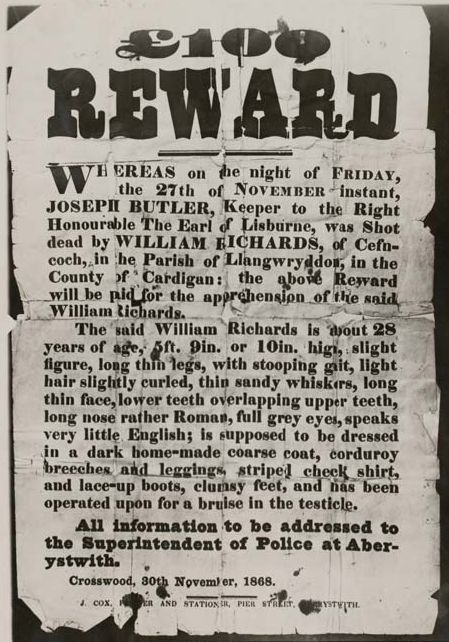 £100
REWARD
WHEREAS on the night of FRIDAY,
the 27th of NOVEMBER instant,
JOSEPH BUTLER, Keeper to the Right
Honourable The Earl of Lisburne, was Shot
dead by WILLIAM RICHARDS, of Cefn-
coch, in the Parish of Llangwryddon, in the
County of Cardigan: the above Reward
will be paid for the apprehension of the said
William Richards.
The said William Richards is about 28
years of age, 5ft. 9in. or 10in. high, slight
figure, long thin legs, with stooping gait, light
hair slightly curled, thin sandy whiskers, long
thin face, lower teeth overlapping upper teeth,
long nose rather Roman, full grey eyes, speaks
very little English; is supposed to be dressed
in a dark home-made coarse coat, corduroy
breeches and leggings, striped check shirt,
and lace-up boots, clumsy feet, and has been
operated upon for a bruise in the testicle.
All information to be addressed to
the Superintendent of Police at Aber-
ystwith.
Crosswood, 30th November, 1868.
J. COX, PRINTER AND STATIONER, PIER STREET, ABERYSTWITH.